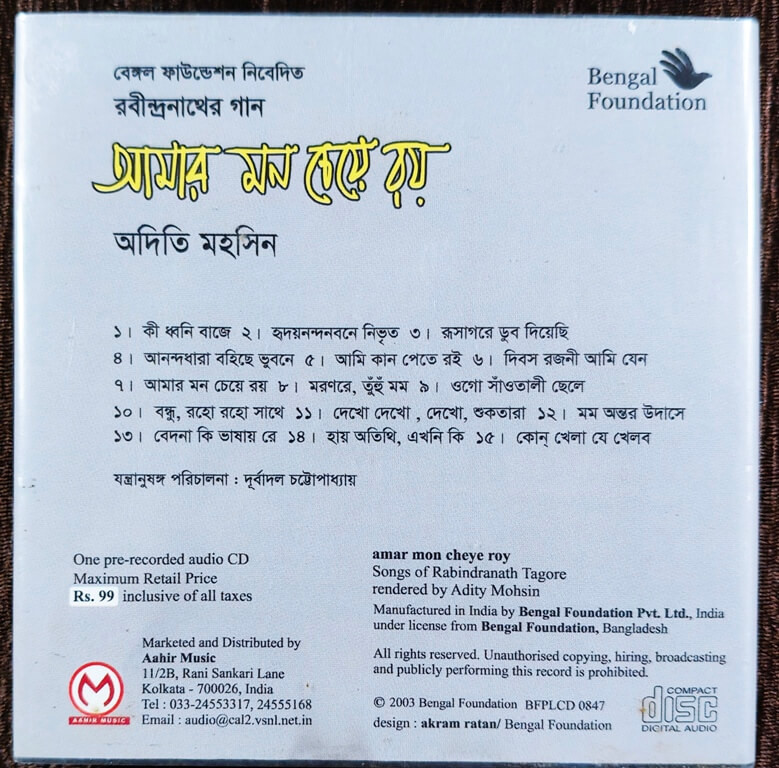 বেঙ্গল ফাউন্ডেশন নিবেদিত
রবীন্দ্রনাথের গান
আমার মন চেয়ে রয়
অদিতি মহসিন
Bengal
Foundation
১। কী ধ্বনি বাজে ২। হৃদয়নন্দনবনে নিভৃত ৩। রূপসাগরে ডুব দিয়েছি
৪। আনন্দধারা বহিছে ভুবনে ৫। আমি কান পেতে রই ৬। দিবস রজনী আমি যেন
৭। আমার মন চেয়ে রয় ৮। মরণরে, তুঁহুঁ মম ৯। ওগো সাঁওতালী ছেলে
১০। বন্ধু, রহো রহো সাথে ১১। দেখো দেখো , দেখো, শুকতারা ১২। মম অন্তর উদাসে
১৩। বেদনা কি ভাষায় রে ১৪। হায় অতিথি, এখনি কি ১৫। কোন্ খেলা যে খেলব
যন্ত্রানুষঙ্গ পরিচালনা : দূর্বাদল চট্টোপাধ্যায়
One pre-recorded audio CD
Maximum Retail Price
Rs. 99 inclusive of all taxes
Marketed and Distributed by
Aahir Music
11/2B, Rani Sankari Lane
Kolkata - 700026, India
Tel : 033-24553317, 24555168
Email : audio@cal2.vsnl.net.in
AAHIR MUSIC
amar mon cheye roy
Songs of Rabindranath Tagore
rendered by Adity Mohsin
Manufactured in India by Bengal Foundation Pvt. Ltd., India
under license from Bengal Foundation, Bangladesh
All rights reserved. Unauthorised copying, hiring, broadcasting
and publicly performing this record is prohibited.
© 2003 Bengal Foundation BFPLCD 0847
design : akram ratan/ Bengal Foundation
COMPACT
disc
DIGITAL AUDIO